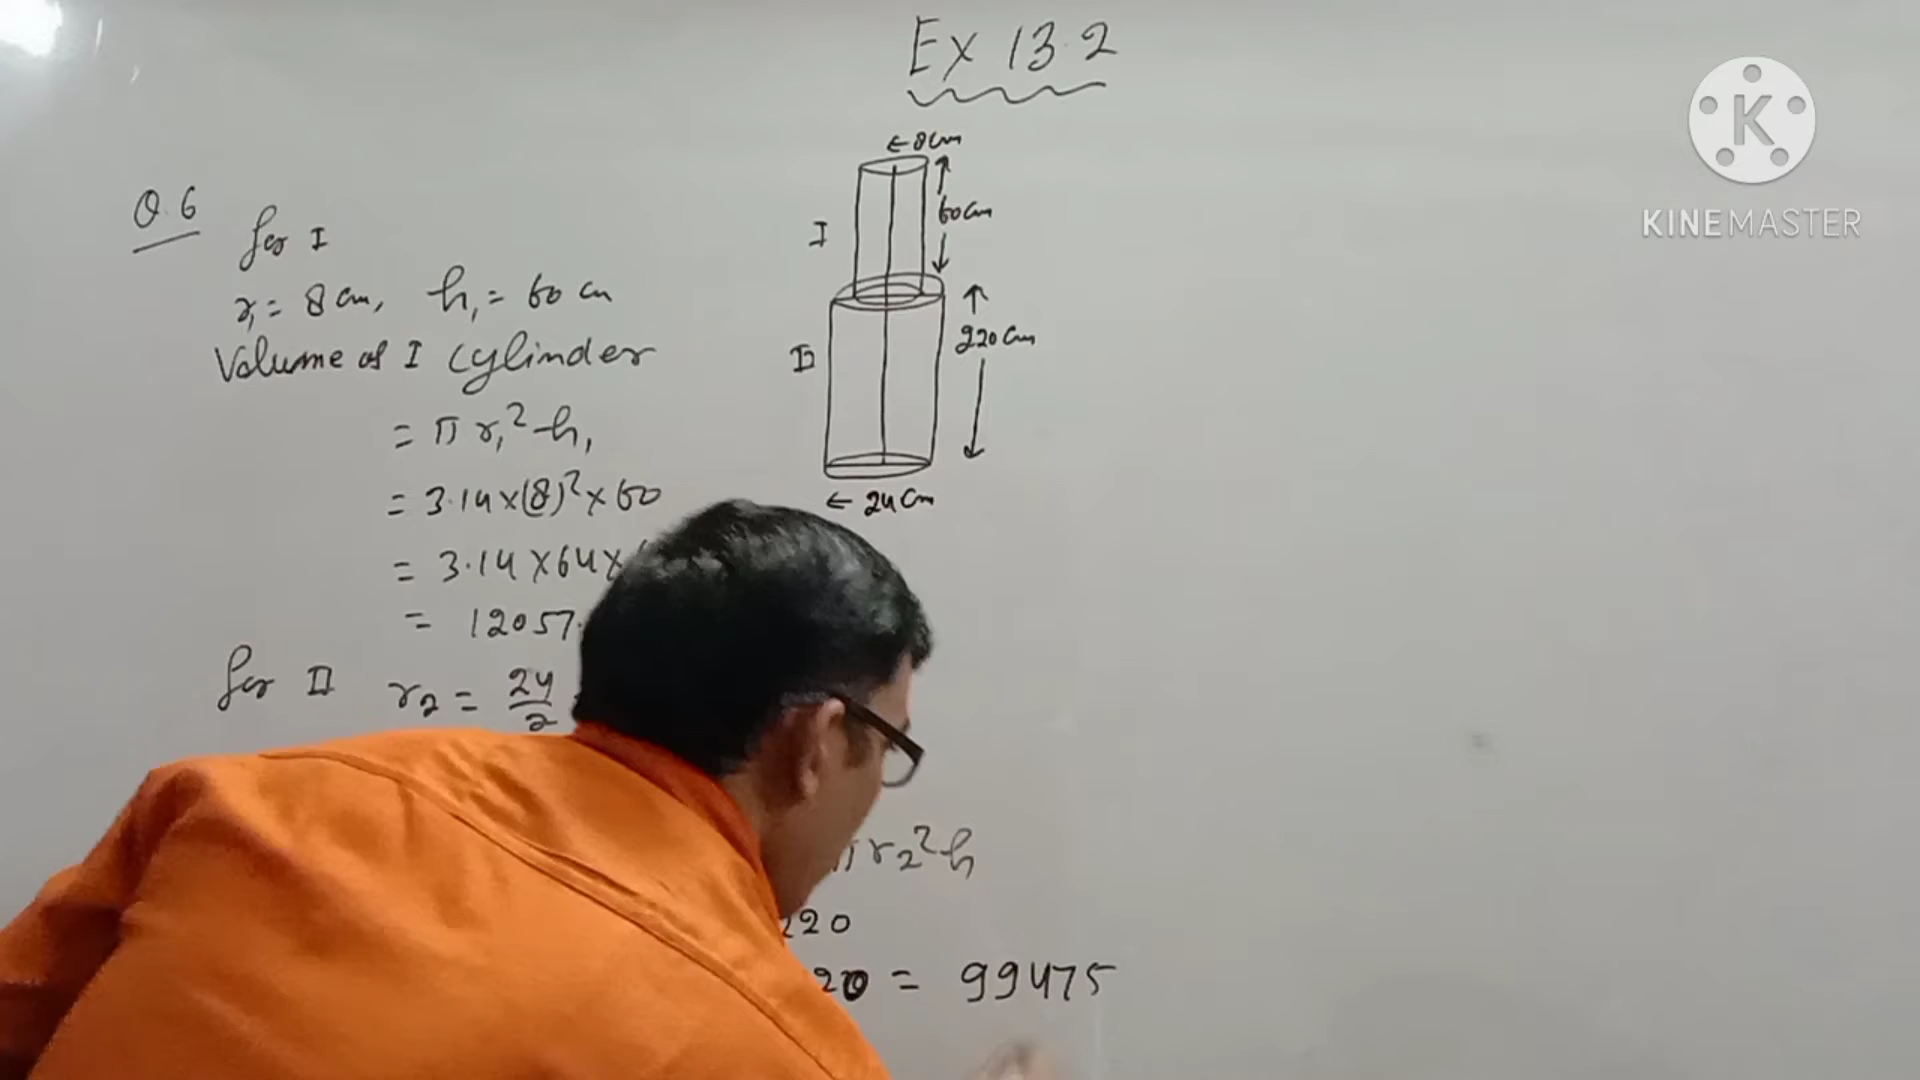 Ex 13.2
← 8 cm
60 cm
I
220 cm
II
← 24 cm
Q.6
for I
r₁ = 8 cm, h₁ = 60 cm
Volume of I cylinder
= π r₁² h₁
= 3.14 × (8)² × 60
= 3.14 × 64 ×
= 12057.
for II r₂ = 24/2
π r₂² h
220
20 = 99475
K
KINEMASTER